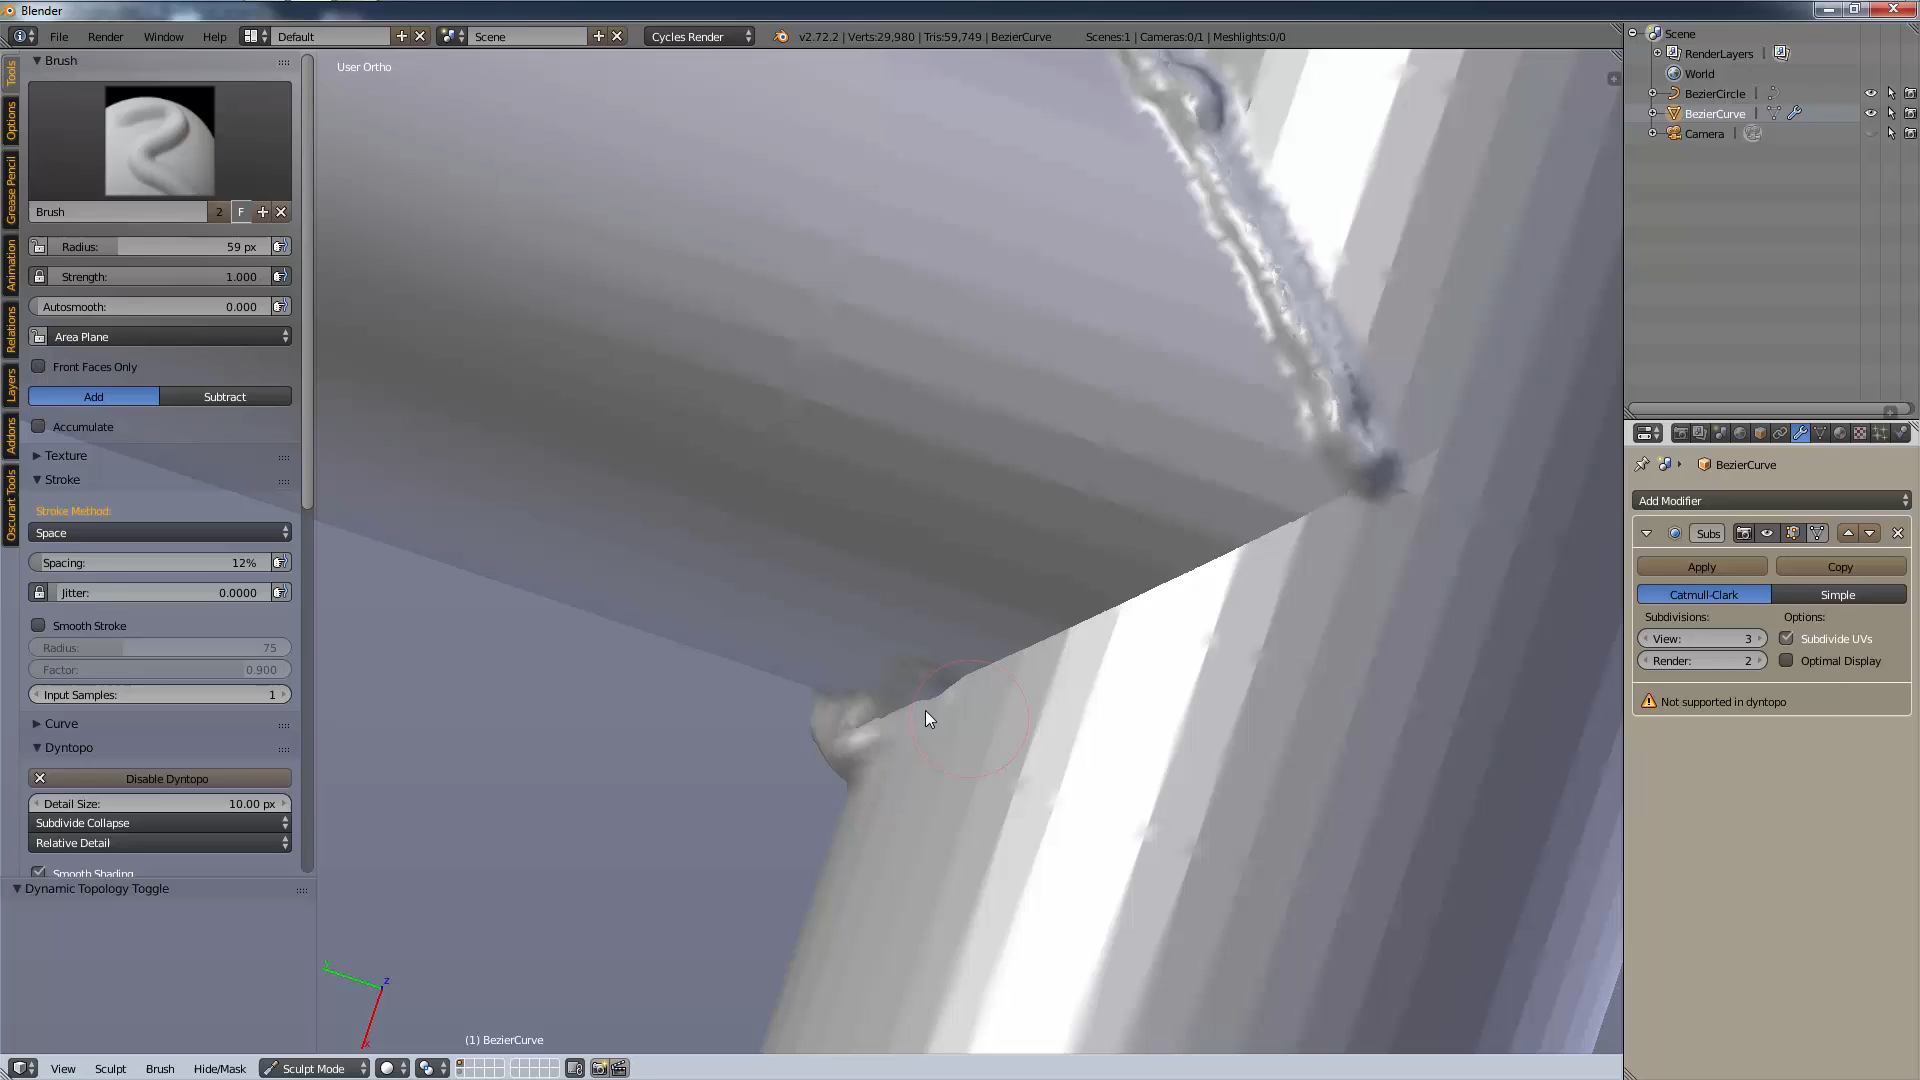 Blender
File Render Window Help Default Scene Cycles Render v2.72.2 | Verts:29,980 | Tris:59,749 | BezierCurve Scenes:1 | Cameras:0/1 | Meshlights:0/0
Tools
Options
Grease Pencil
Animation
Relations
Layers
Addons
Oscurart Tools
Brush
Brush 2 F
Radius: 59 px
Strength: 1.000
Autosmooth: 0.000
Area Plane
Front Faces Only
Add Subtract
Accumulate
Texture
Stroke
Stroke Method:
Space
Spacing: 12%
Jitter: 0.0000
Smooth Stroke
Radius: 75
Factor: 0.900
Input Samples: 1
Curve
Dyntopo
Disable Dyntopo
Detail Size: 10.00 px
Subdivide Collapse
Relative Detail
Smooth Shading
Dynamic Topology Toggle
User Ortho
y
z
x
(1) BezierCurve
View Sculpt Brush Hide/Mask Sculpt Mode
Scene
RenderLayers
World
BezierCircle
BezierCurve
Camera
BezierCurve
Add Modifier
Subs
Apply Copy
Catmull-Clark Simple
Subdivisions: Options:
View: 3 Subdivide UVs
Render: 2 Optimal Display
Not supported in dyntopo